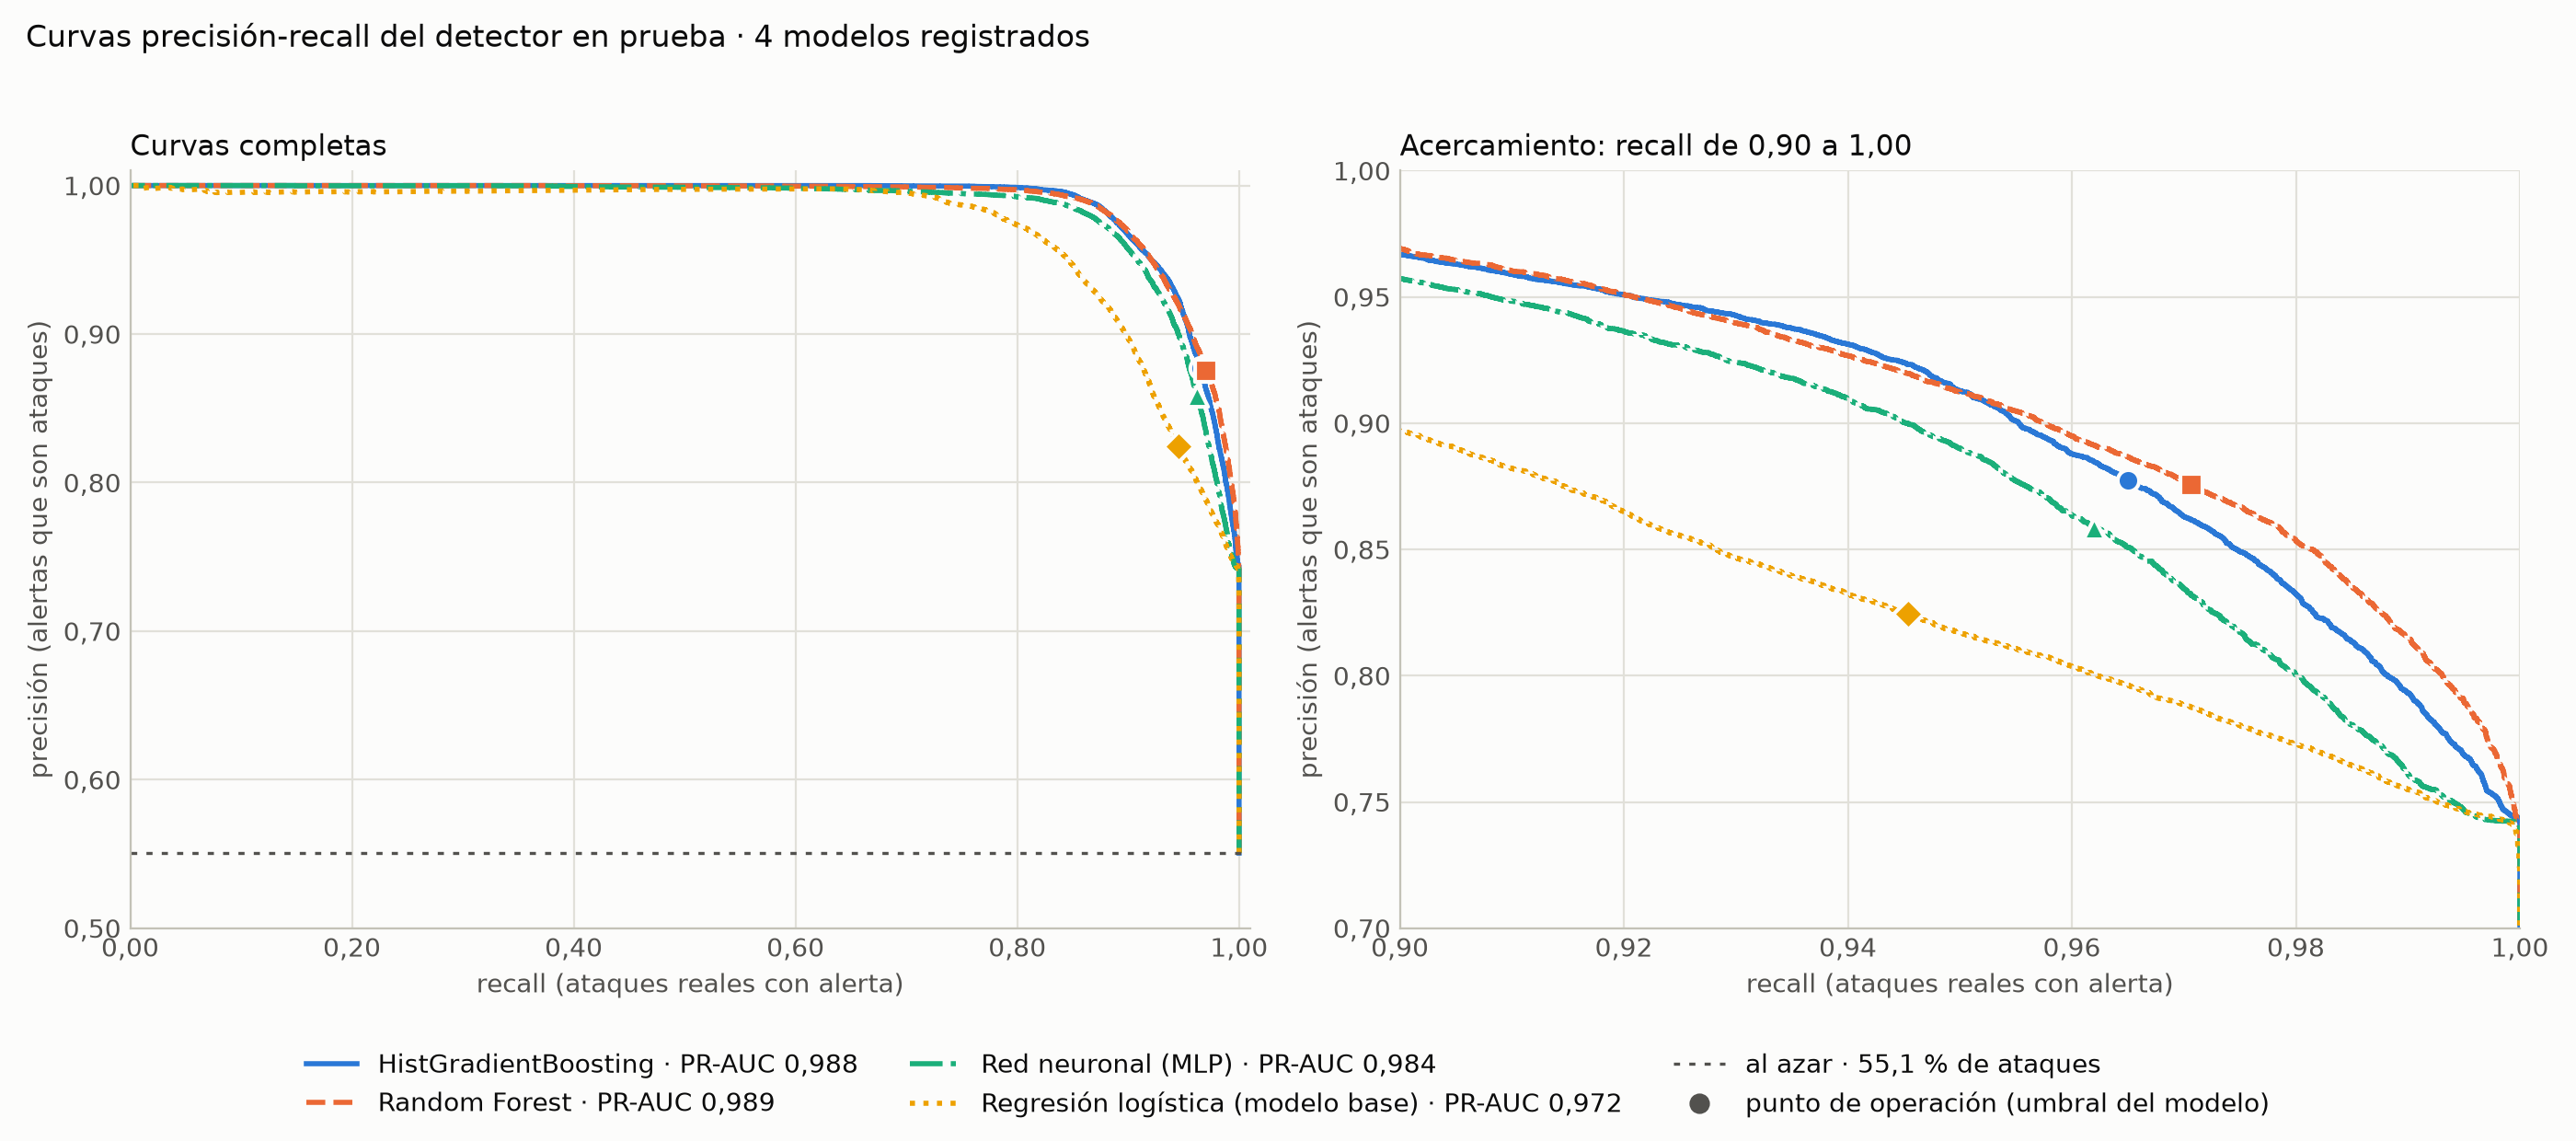 Curvas precisión-recall del detector en prueba · 4 modelos registrados
Curvas completas
1,00
0,90
0,80
0,70
0,60
0,50
precisión (alertas que son ataques)
0,00
0,20
0,40
0,60
0,80
1,00
recall (ataques reales con alerta)
Acercamiento: recall de 0,90 a 1,00
1,00
0,95
0,90
0,85
0,80
0,75
0,70
precisión (alertas que son ataques)
0,90
0,92
0,94
0,96
0,98
1,00
recall (ataques reales con alerta)
HistGradientBoosting · PR-AUC 0,988
Random Forest · PR-AUC 0,989
Red neuronal (MLP) · PR-AUC 0,984
Regresión logística (modelo base) · PR-AUC 0,972
al azar · 55,1 % de ataques
punto de operación (umbral del modelo)